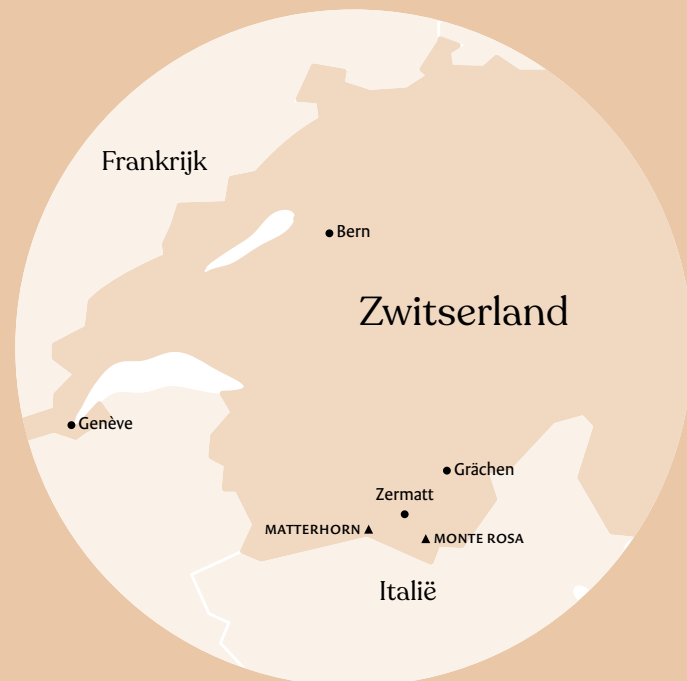 Frankrijk
Bern
Zwitserland
Genève
Grächen
Zermatt
MATTERHORN
MONTE ROSA
Italië